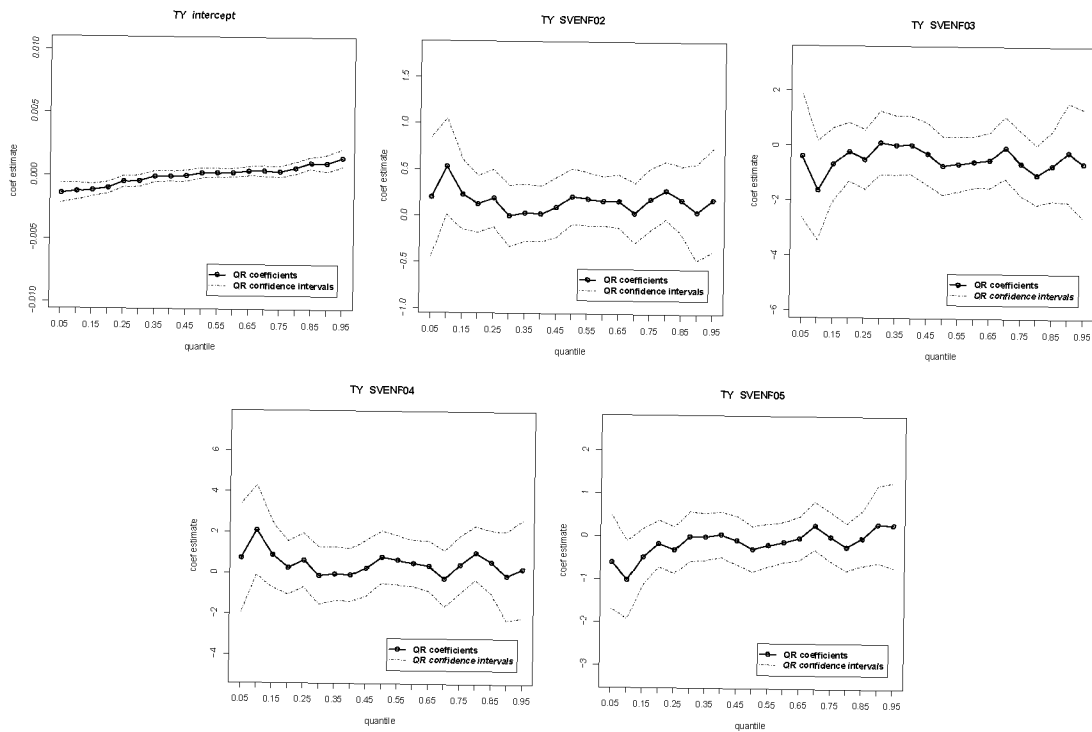 TY intercept
coef estimate
0.010
0.005
0.000
−0.005
−0.010
QR coefficients
QR confidence intervals
0.05 0.15 0.25 0.35 0.45 0.55 0.65 0.75 0.85 0.95
quantile
TY SVENF02
coef estimate
1.5
1.0
0.5
0.0
−0.5
−1.0
QR coefficients
QR confidence intervals
0.05 0.15 0.25 0.35 0.45 0.55 0.65 0.75 0.85 0.95
quantile
TY SVENF03
coef estimate
2
0
−2
−4
−6
QR coefficients
QR confidence intervals
0.05 0.15 0.25 0.35 0.45 0.55 0.65 0.75 0.85 0.95
quantile
TY SVENF04
coef estimate
6
4
2
0
−2
−4
QR coefficients
QR confidence intervals
0.05 0.15 0.25 0.35 0.45 0.55 0.65 0.75 0.85 0.95
quantile
TY SVENF05
coef estimate
2
1
0
−1
−2
−3
QR coefficients
QR confidence intervals
0.05 0.15 0.25 0.35 0.45 0.55 0.65 0.75 0.85 0.95
quantile